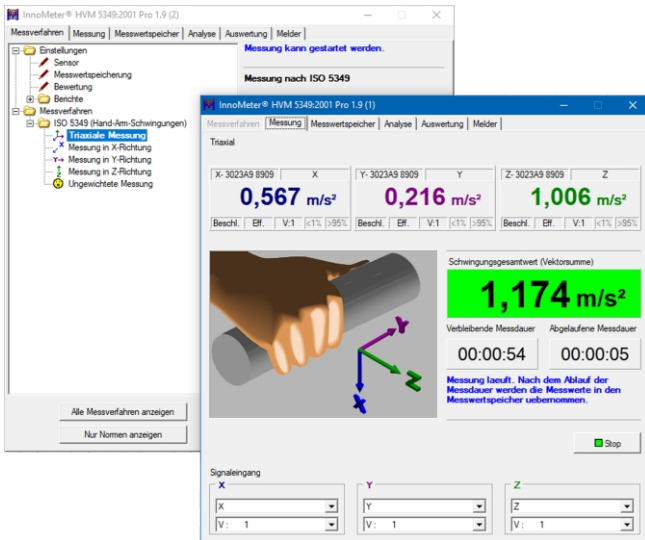 InnoMeter® HVM 5349:2001 Pro 1.9 (2)
Messverfahren Messung Messwertspeicher Analyse Auswertung Melder
Einstellungen
Sensor
Messwertspeicherung
Bewertung
Berichte
Messverfahren
ISO 5349 (Hand-Arm-Schwingungen)
Triaxiale Messung
Messung in X-Richtung
Messung in Y-Richtung
Messung in Z-Richtung
Ungewichtete Messung
Messung kann gestartet werden.
Messung nach ISO 5349
Alle Messverfahren anzeigen
Nur Normen anzeigen
InnoMeter® HVM 5349:2001 Pro 1.9 (1)
Messverfahren Messung Messwertspeicher Analyse Auswertung Melder
Triaxial
X- 3023A9 8909 X Y- 3023A9 8909 Y Z- 3023A9 8909 Z
0,567 m/s² 0,216 m/s² 1,006 m/s²
Beschl. Eff. V:1 <1% >95% Beschl. Eff. V:1 <1% >95% Beschl. Eff. V:1 <1% >95%
Y
Z
X
Schwingungsgesamtwert (Vektorsumme)
1,174 m/s²
Verbleibende Messdauer Abgelaufene Messdauer
00:00:54 00:00:05
Messung laeuft. Nach dem Ablauf der
Messdauer werden die Messwerte in den
Messwertspeicher uebernommen.
Stop
Signaleingang
X Y Z
X Y Z
V: 1 V: 1 V: 1